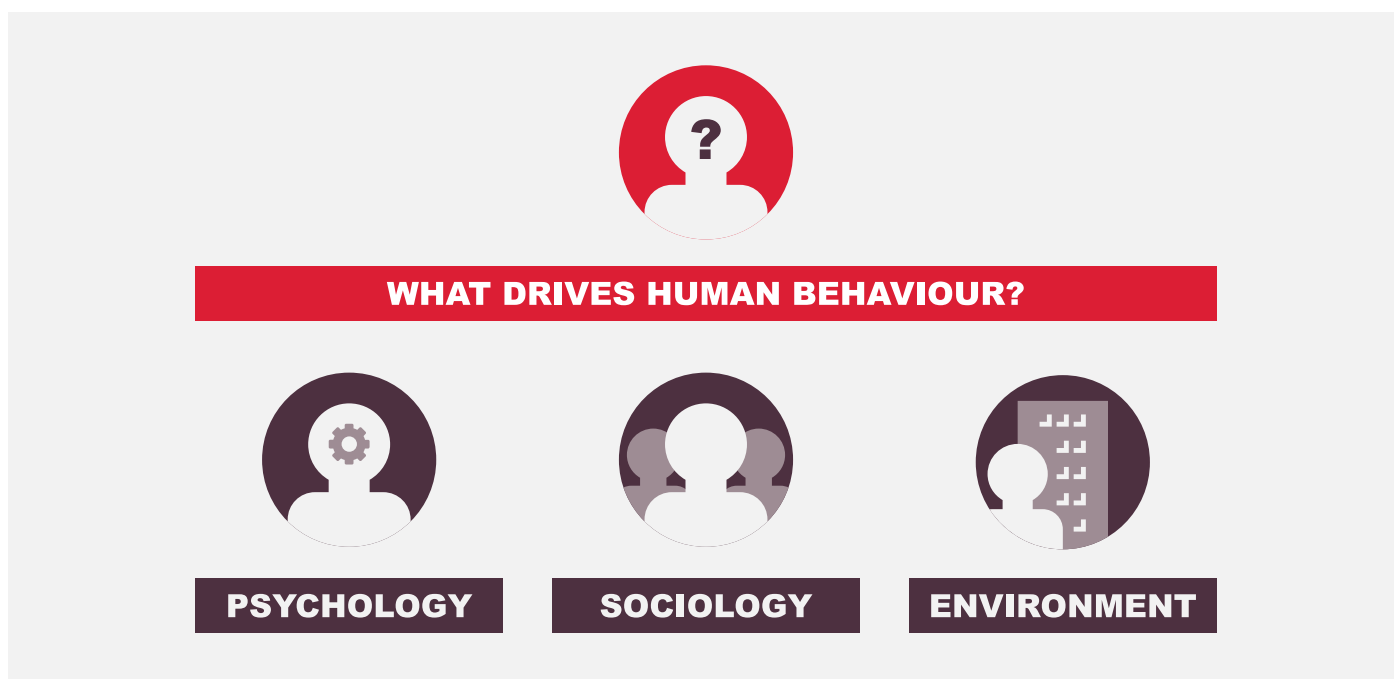 ?
WHAT DRIVES HUMAN BEHAVIOUR?
PSYCHOLOGY
SOCIOLOGY
ENVIRONMENT